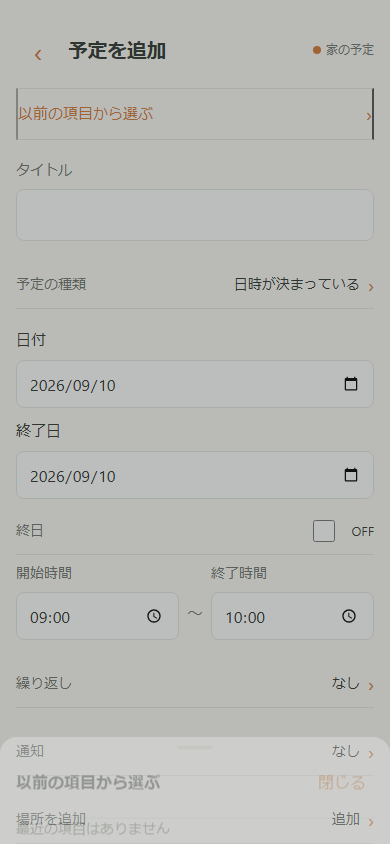 ‹ 予定を追加 家の予定
以前の項目から選ぶ ›
タイトル
予定の種類 日時が決まっている ›
日付
2026/09/10
終了日
2026/09/10
終日 OFF
開始時間 終了時間
09:00 〜 10:00
繰り返し なし ›
通知 なし ›
以前の項目から選ぶ 閉じる
場所を追加 追加 ›
最近の項目はありません